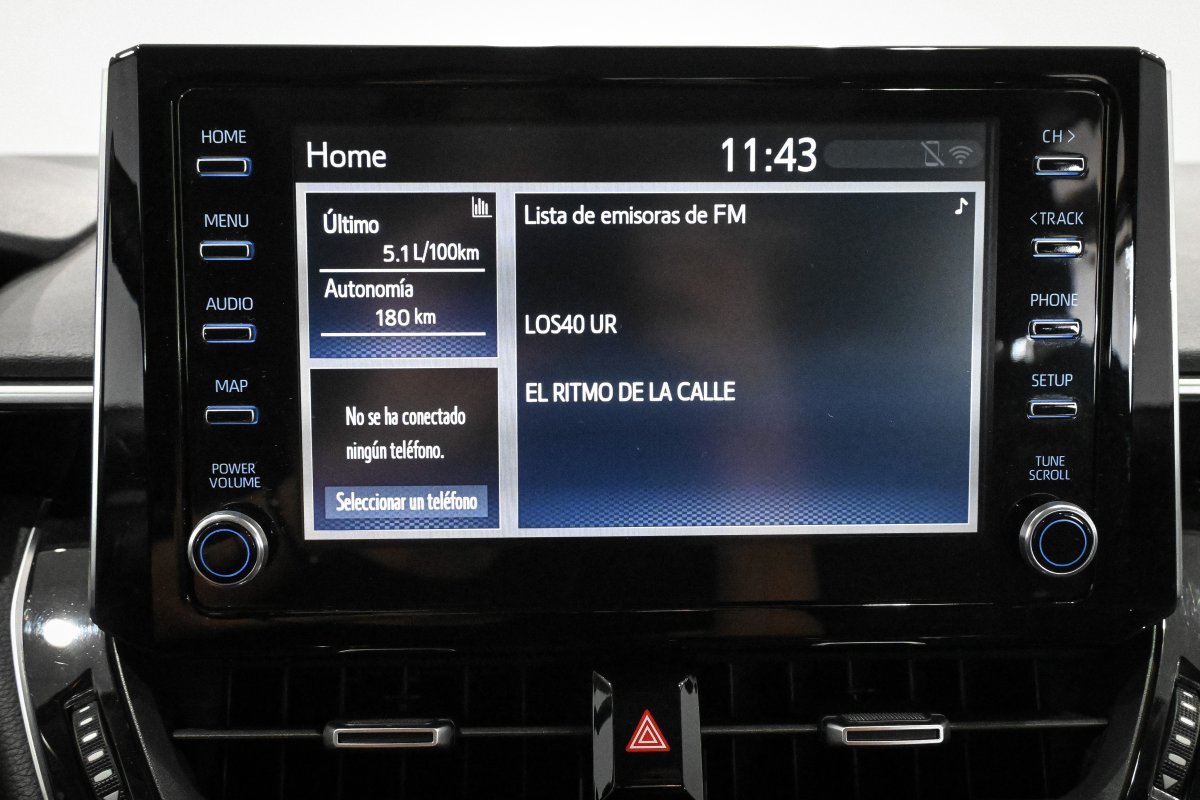 HOME
MENU
AUDIO
MAP
POWER
VOLUME
Home
11:43
Último
5.1 L/100km
Autonomía
180 km
No se ha conectado
ningún teléfono.
Seleccionar un teléfono
Lista de emisoras de FM
LOS40 UR
EL RITMO DE LA CALLE
CH >
<TRACK
PHONE
SETUP
TUNE
SCROLL